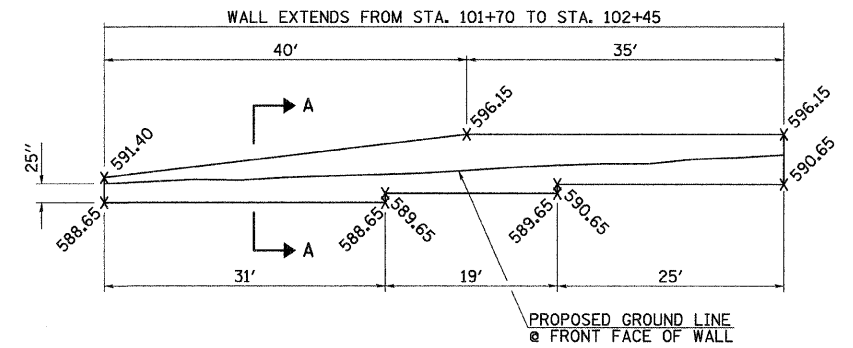 WALL EXTENDS FROM STA. 101+70 TO STA. 102+45
40' 35'
A
596.15 596.15
591.40
25"
590.65
588.65 588.65 589.65 589.65 590.65
A
31' 19' 25'
PROPOSED GROUND LINE
@ FRONT FACE OF WALL